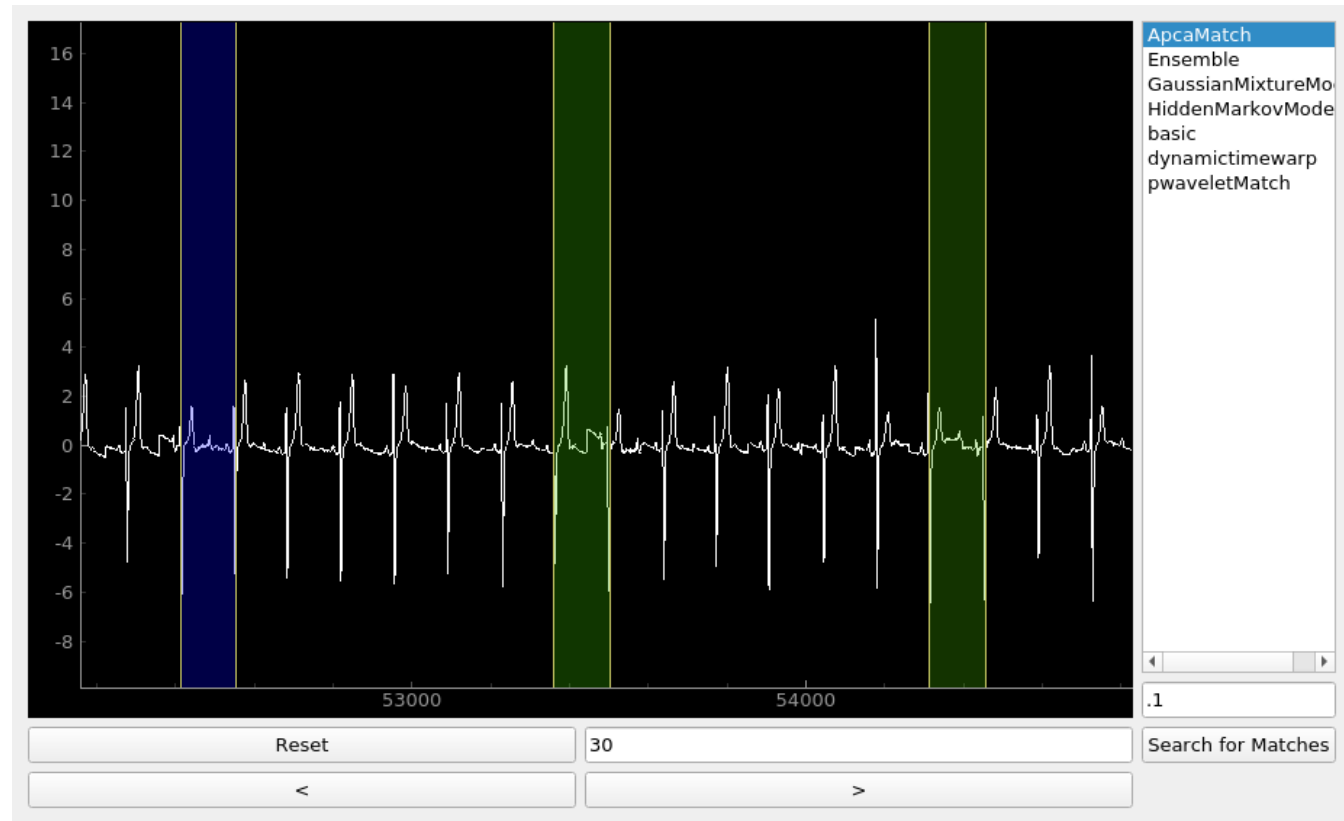 16
14
12
10
8
6
4
2
0
-2
-4
-6
-8
53000
54000
ApcaMatch
Ensemble
GaussianMixtureMo
HiddenMarkovMode
basic
dynamictimewarp
pwaveletMatch
.1
Reset
30
Search for Matches
<
>